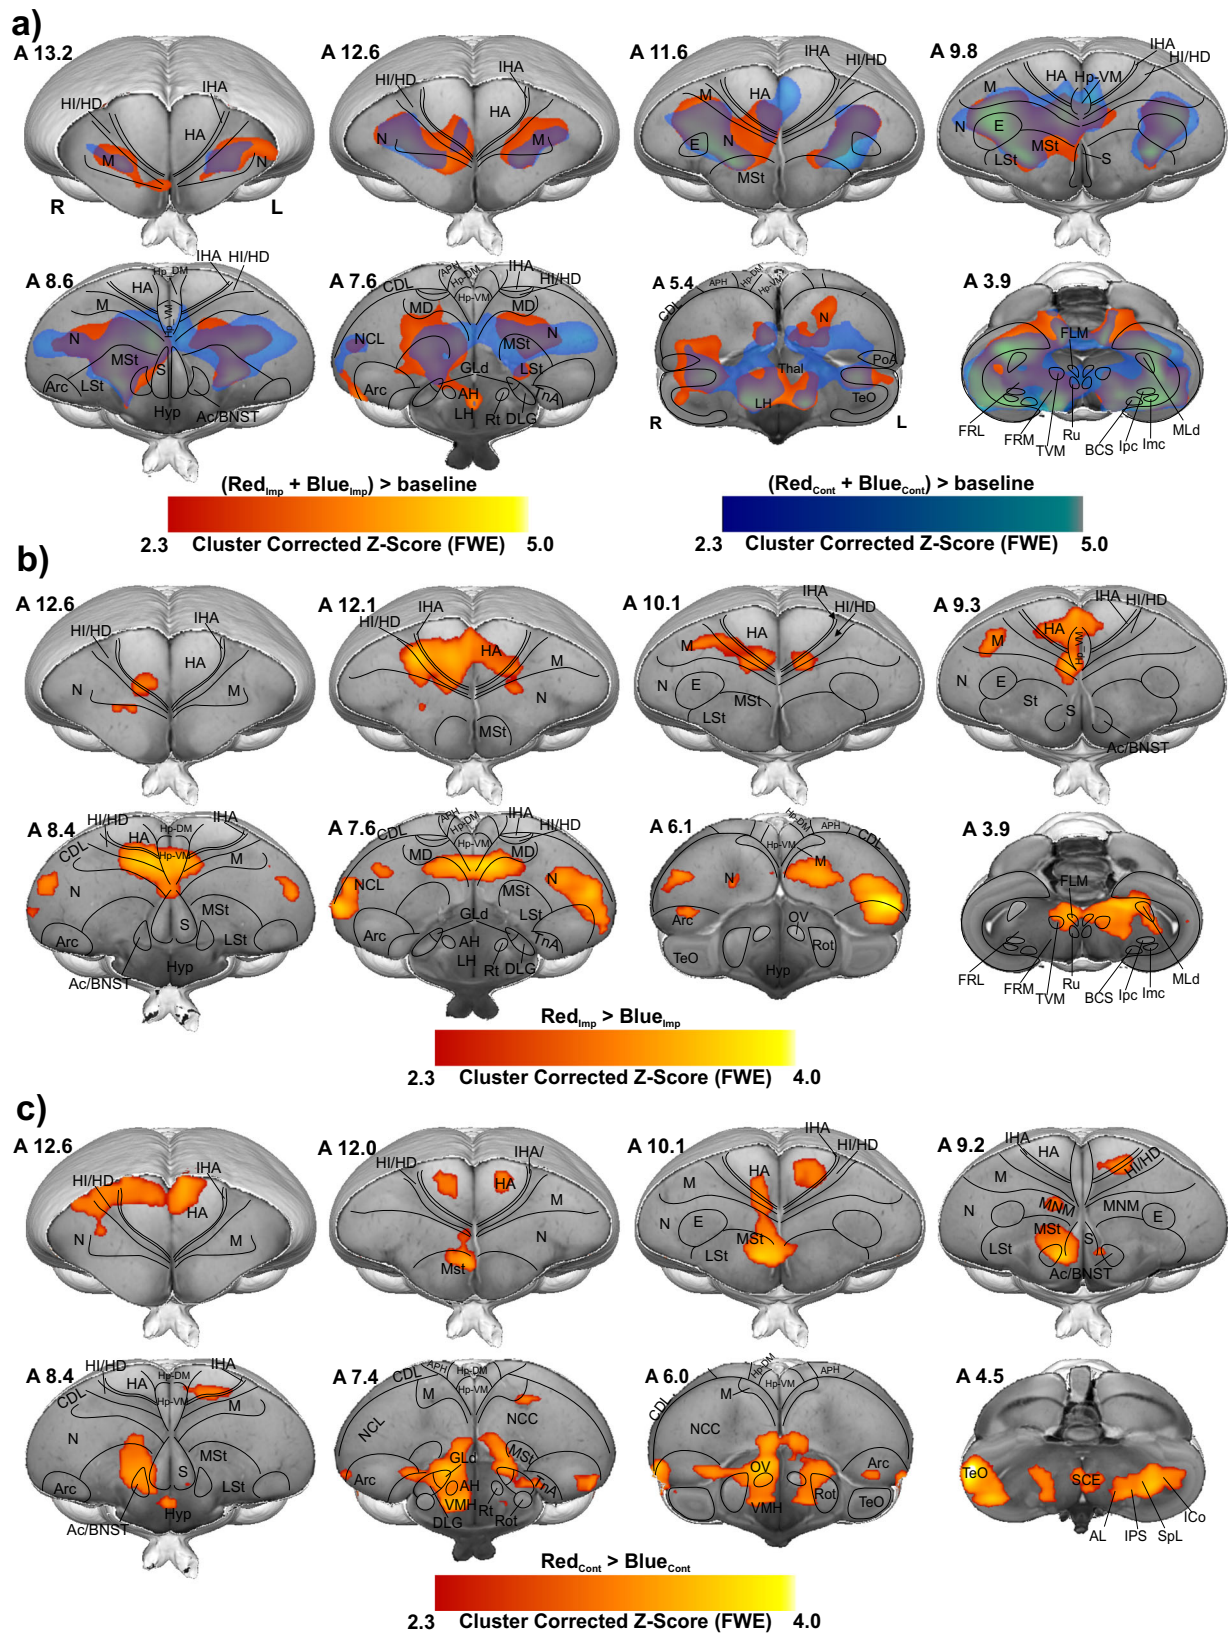 a)
A 13.2
HI/HD
IHA
HA
M
N
R
L
A 12.6
HI/HD
IHA
HA
N
M
A 11.6
IHA
HI/HD
M
HA
N
E
MSt
A 9.8
IHA
HI/HD
HA
Hp-VM
M
N
E
LSt
MSt
S
A 8.6
Hp_DM
IHA
HI/HD
HA
M
Hp_VM
N
MSt
LSt
S
Arc
Hyp
Ac/BNST
A 7.6
CDL
APH
Hp-DM
IHA
HI/HD
MD
Hp-VM
MD
NCL
N
MSt
GLd
LSt
Arc
AH
TnA
LH
Rt
DLG
A 5.4
CDL
APH
Hp-DM
Hp-VM
N
Thal
PoA
LH
TeO
R
L
A 3.9
FLM
FRL
FRM
TVM
Ru
BCS
Ipc
Imc
MLd
(RedImp + BlueImp) > baseline
2.3 Cluster Corrected Z-Score (FWE) 5.0
(RedCont + BlueCont) > baseline
2.3 Cluster Corrected Z-Score (FWE) 5.0
b)
A 12.6
HI/HD
IHA
HA
N
M
A 12.1
IHA
HI/HD
HA
M
N
MSt
A 10.1
IHA
HI/HD
M
HA
N
E
MSt
LSt
A 9.3
IHA
HI/HD
HA
M
Hp_VM
N
E
St
S
Ac/BNST
A 8.4
HI/HD
Hp-DM
IHA
CDL
HA
Hp-VM
M
N
MSt
S
Arc
LSt
Ac/BNST
Hyp
A 7.6
CDL
APH
Hp-DM
IHA
HI/HD
MD
Hp-VM
MD
NCL
N
MSt
GLd
LSt
Arc
AH
TnA
LH
Rt
DLG
A 6.1
Hp-DM
APH
CDL
Hp-VM
M
N
Arc
OV
TeO
Rot
Hyp
A 3.9
FLM
FRL
FRM
TVM
Ru
BCS
Ipc
Imc
MLd
RedImp > BlueImp
2.3 Cluster Corrected Z-Score (FWE) 4.0
c)
A 12.6
HI/HD
IHA
HA
N
M
A 12.0
HI/HD
IHA/
HA
M
N
Mst
A 10.1
IHA
HI/HD
HA
M
N
E
MSt
LSt
A 9.2
IHA
HA
HI/HD
M
MNM
MNM
N
E
MSt
LSt
S
Ac/BNST
A 8.4
HI/HD
Hp-DM
IHA
CDL
HA
Hp-VM
M
N
MSt
S
Arc
LSt
Ac/BNST
Hyp
A 7.4
CDL
APH
Hp-DM
M
Hp-VM
NCL
NCC
GLd
MSt
Arc
AH
TnA
VMH
Rt
DLG
Rot
A 6.0
CDL
Hp-DM
APH
M
Hp-VM
NCC
OV
Arc
VMH
Rot
TeO
A 4.5
TeO
SCE
AL
IPS
SpL
ICo
RedCont > BlueCont
2.3 Cluster Corrected Z-Score (FWE) 4.0